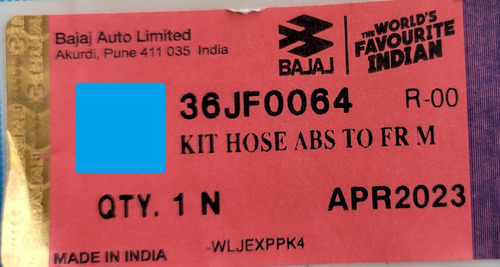 Bajaj Auto Limited
Akurdi, Pune 411 035 India
BAJAJ
THE WORLD'S
FAVOURITE
INDIAN
36JF0064 R-00
KIT HOSE ABS TO FR M
QTY. 1 N APR2023
MADE IN INDIA
-WLJEXPPK4